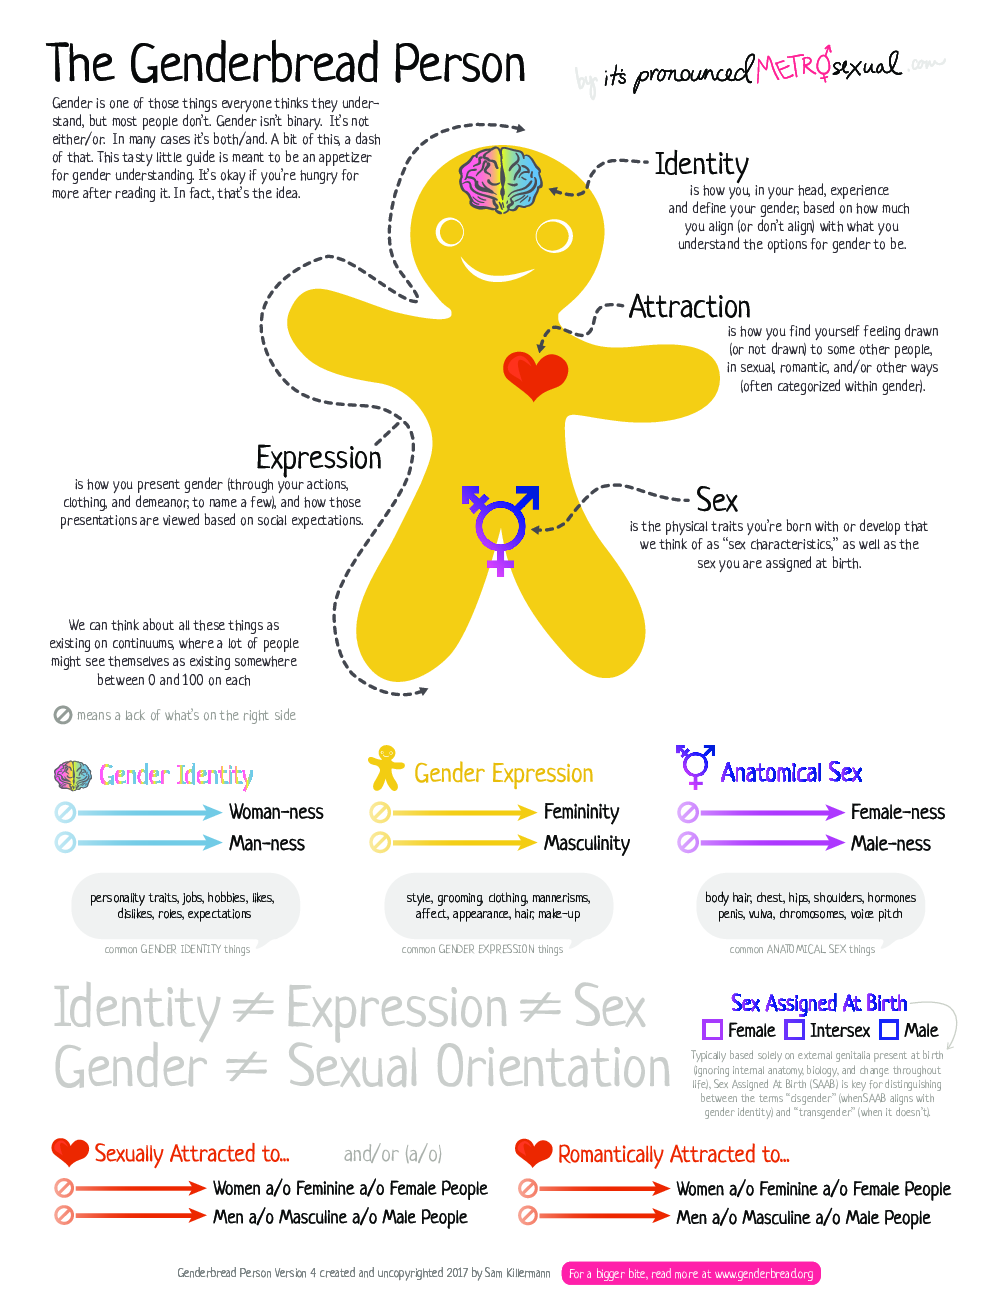 The Genderbread Person
by it's pronounced METROsexual .com
Gender is one of those things everyone thinks they under-
stand, but most people don't. Gender isn't binary. It's not
either/or. In many cases it's both/and. A bit of this, a dash
of that. This tasty little guide is meant to be an appetizer
for gender understanding. It's okay if you're hungry for
more after reading it. In fact, that's the idea.
Identity
is how you, in your head, experience
and define your gender, based on how much
you align (or don't align) with what you
understand the options for gender to be.
Attraction
is how you find yourself feeling drawn
(or not drawn) to some other people,
in sexual, romantic, and/or other ways
(often categorized within gender).
Expression
is how you present gender (through your actions,
clothing, and demeanor, to name a few), and how those
presentations are viewed based on social expectations.
Sex
is the physical traits you're born with or develop that
we think of as "sex characteristics," as well as the
sex you are assigned at birth.
We can think about all these things as
existing on continuums, where a lot of people
might see themselves as existing somewhere
between 0 and 100 on each
means a lack of what's on the right side
Gender Identity
Woman-ness
Man-ness
personality traits, jobs, hobbies, likes,
dislikes, roles, expectations
common GENDER IDENTITY things
Gender Expression
Femininity
Masculinity
style, grooming, clothing, mannerisms,
affect, appearance, hair, make-up
common GENDER EXPRESSION things
Anatomical Sex
Female-ness
Male-ness
body hair, chest, hips, shoulders, hormones
penis, vulva, chromosomes, voice pitch
common ANATOMICAL SEX things
Identity ≠ Expression ≠ Sex
Gender ≠ Sexual Orientation
Sex Assigned At Birth
Female Intersex Male
Typically based solely on external genitalia present at birth
(ignoring internal anatomy, biology, and change throughout
life), Sex Assigned At Birth (SAAB) is key for distinguishing
between the terms "cisgender" (when SAAB aligns with
gender identity) and "transgender" (when it doesn't).
Sexually Attracted to...
and/or (a/o)
Women a/o Feminine a/o Female People
Men a/o Masculine a/o Male People
Romantically Attracted to...
Women a/o Feminine a/o Female People
Men a/o Masculine a/o Male People
Genderbread Person Version 4 created and uncopyrighted 2017 by Sam Killermann
For a bigger bite, read more at www.genderbread.org